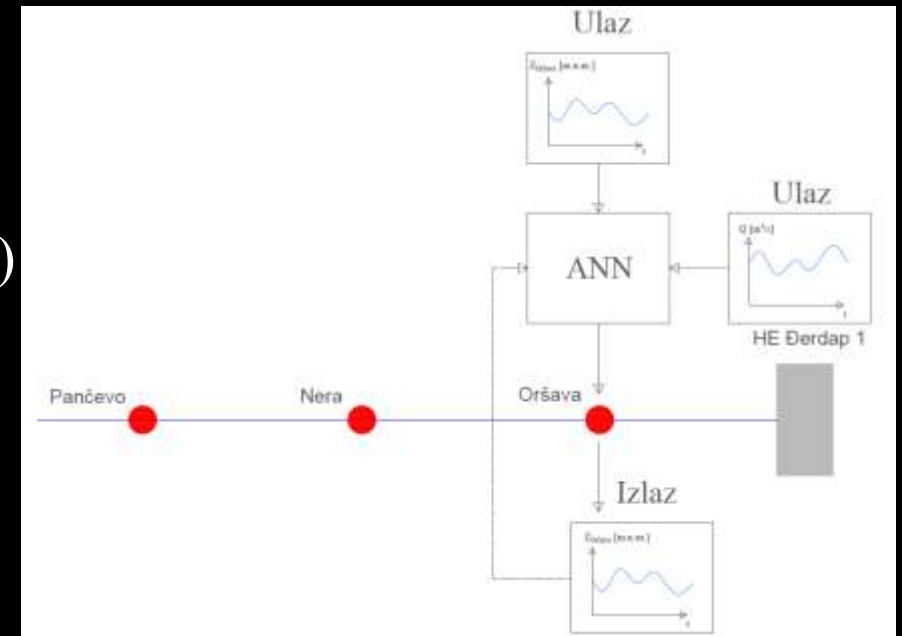 Ulaz
t
Ulaz
)
ANN
t
HE Đerdap 1
Pančevo
Nera
Oršava
Izlaz
t